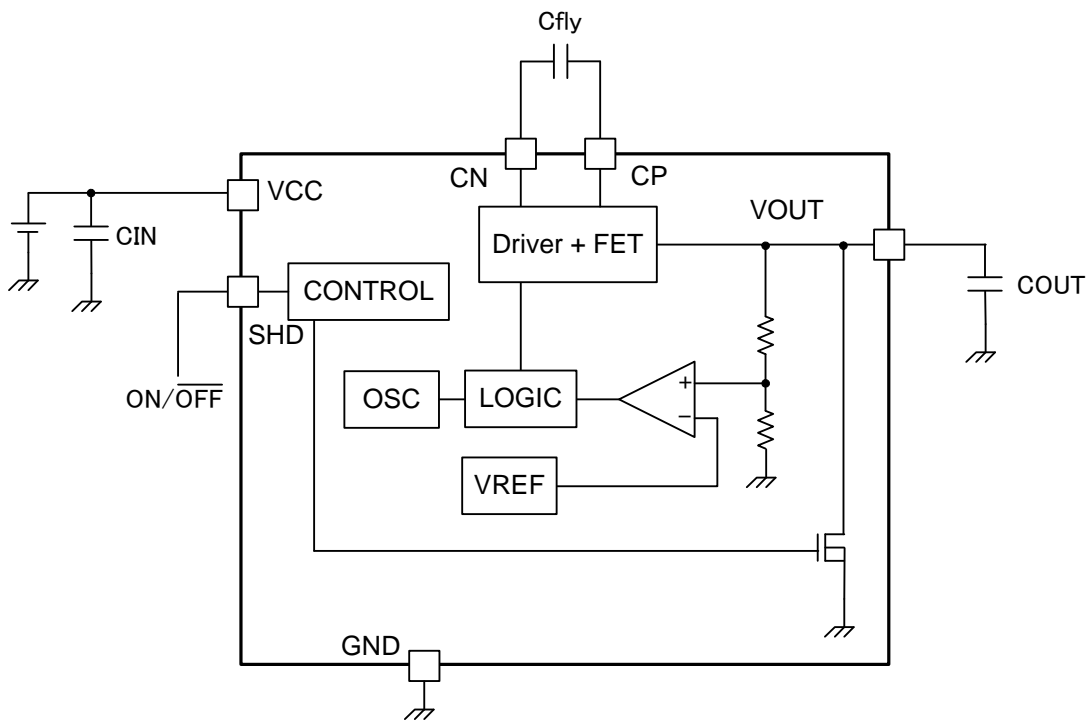 Cfly
CN
CP
VCC
VOUT
CIN
Driver + FET
CONTROL
COUT
SHD
ON/OFF
OSC
LOGIC
+
−
VREF
GND